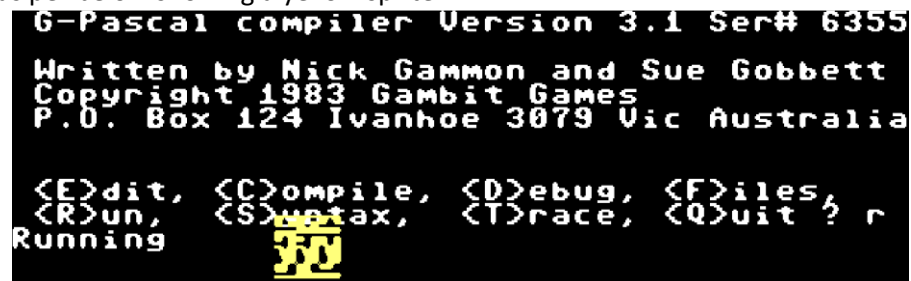 G-Pascal compiler Version 3.1 Ser# 6355
Written by Nick Gammon and Sue Gobbett
Copyright 1983 Gambit Games
P.O. Box 124 Ivanhoe 3079 Vic Australia
<E>dit, <C>ompile, <D>ebug, <F>iles,
<R>un, <S>yntax, <T>race, <Q>uit ? r
Running